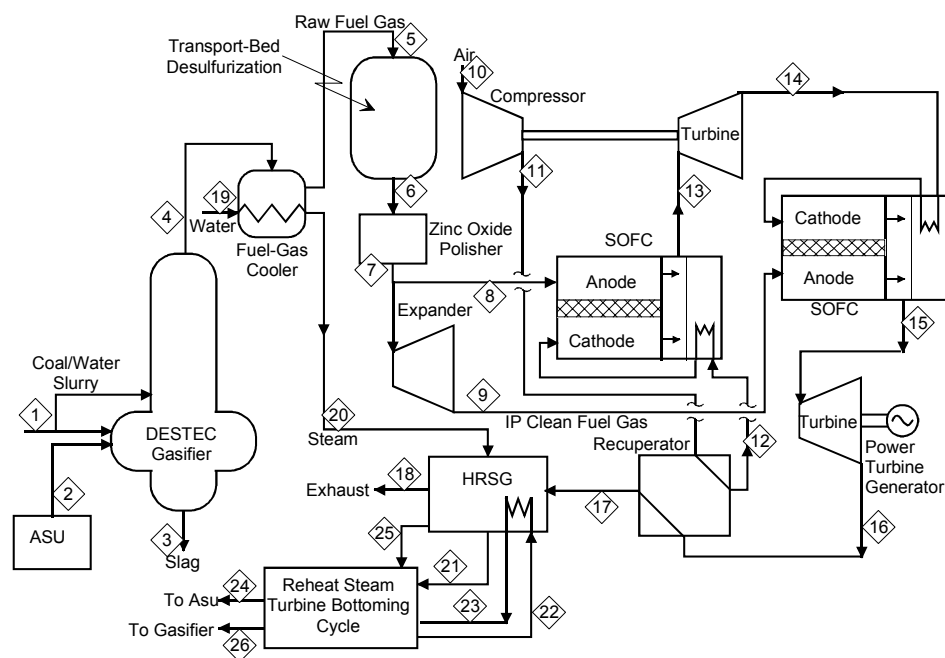 Raw Fuel Gas
5
Transport-Bed
Desulfurization
Air
10
Compressor
14
Turbine
11
13
4
19
Water
Fuel-Gas
Cooler
6
Zinc Oxide
Polisher
7
8
SOFC
Anode
Cathode
Cathode
Anode
SOFC
15
Expander
Coal/Water
Slurry
1
DESTEC
Gasifier
2
ASU
3
Slag
20
Steam
9
IP Clean Fuel Gas
Recuperator
12
Turbine
Power
Turbine
Generator
16
HRSG
18
Exhaust
17
25
21
Reheat Steam
Turbine Bottoming
Cycle
24
To Asu
23
22
To Gasifier
26